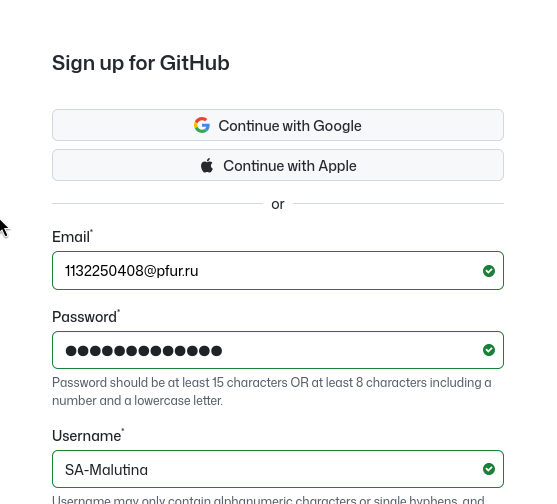 Sign up for GitHub
Continue with Google
Continue with Apple
or
Email*
1132250408@pfur.ru
Password*
●●●●●●●●●●●●●
Password should be at least 15 characters OR at least 8 characters including a
number and a lowercase letter.
Username*
SA-Malutina
Username may only contain alphanumeric characters or single hyphens, and